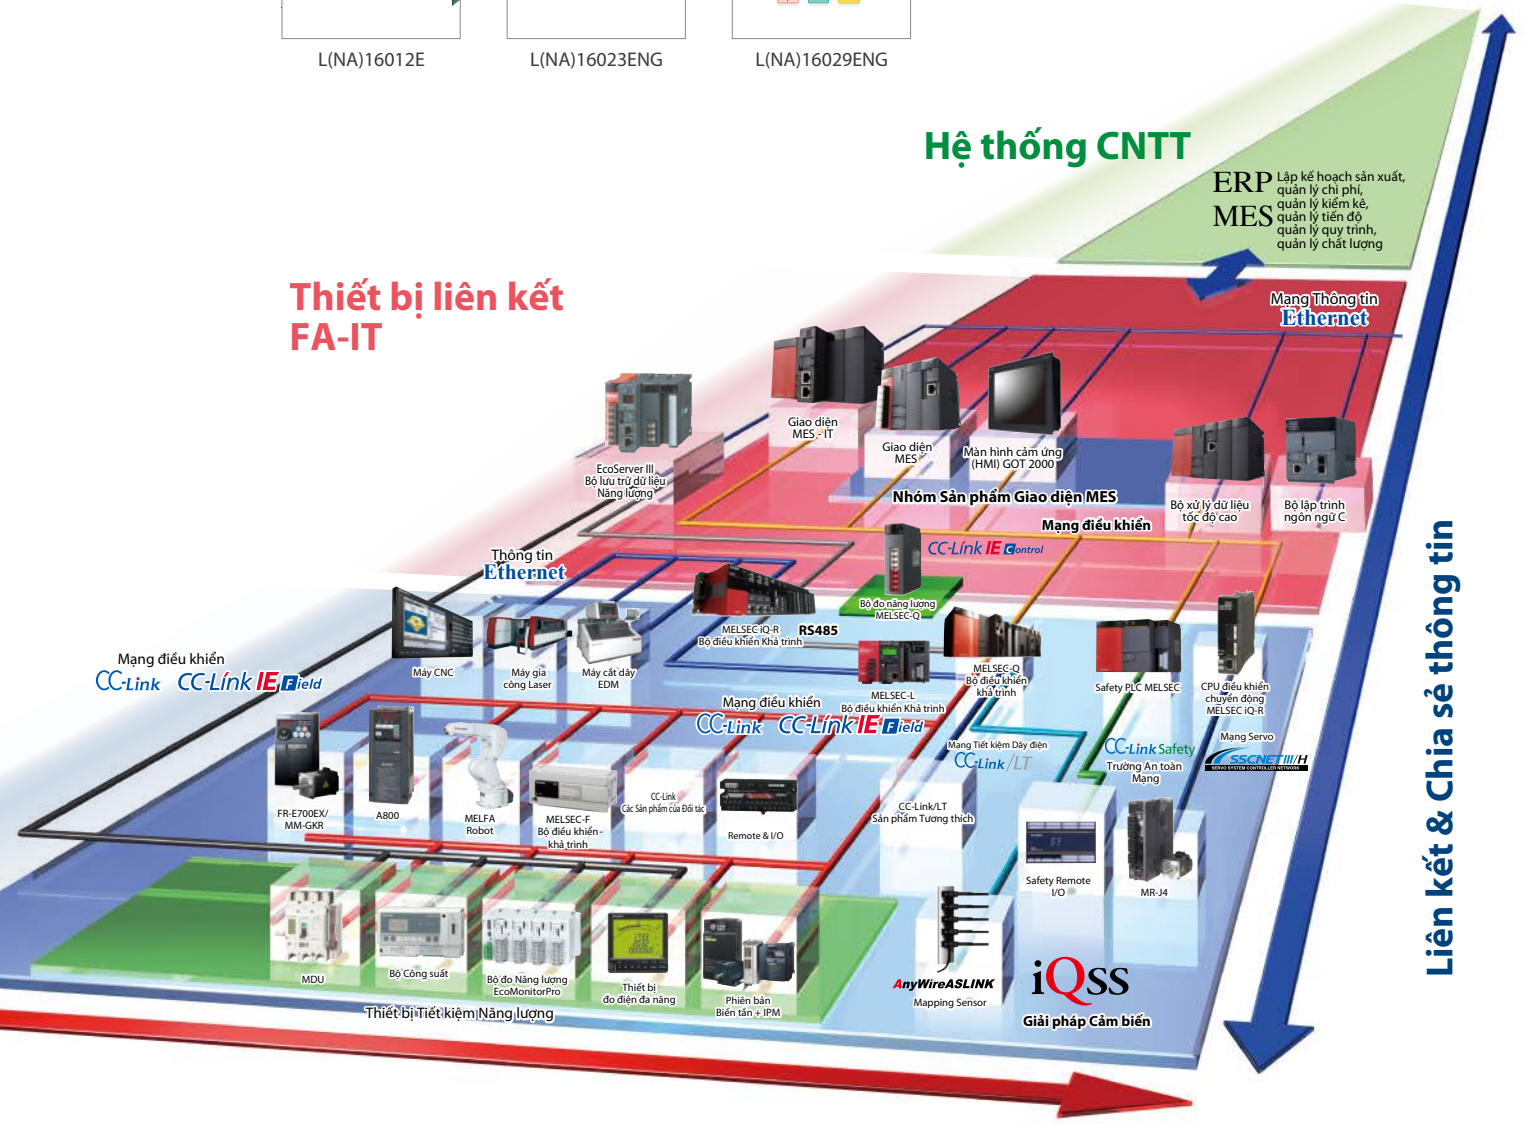 L(NA)16012E
L(NA)16023ENG
L(NA)16029ENG
Hệ thống CNTT
ERP
MES
Lập kế hoạch sản xuất,
quản lý chi phí,
quản lý kiểm kê,
quản lý tiến độ
quản lý quy trình,
quản lý chất lượng
Thiết bị liên kết
FA-IT
Mạng Thông tin
Ethernet
Giao diện
MES - IT
Giao diện
MES
Màn hình cảm ứng
(HMI) GOT 2000
EcoServer III
Bộ lưu trữ dữ liệu
Năng lượng
Nhóm Sản phẩm Giao diện MES
Bộ xử lý dữ liệu
tốc độ cao
Bộ lập trình
ngôn ngữ C
Mạng điều khiển
CC-Link IE Control
Thông tin
Ethernet
Bộ đo năng lượng
MELSEC-Q
MELSEC iQ-R
Bộ điều khiển Khả trình
RS485
Máy CNC
Máy gia
công Laser
Máy cắt dây
EDM
MELSEC-Q
Bộ điều khiển
khả trình
Safety PLC MELSEC
CPU điều khiển
chuyển động
MELSEC iQ-R
MELSEC-L
Bộ điều khiển Khả trình
Mạng điều khiển
CC-Link CC-Link IE Field
Mạng điều khiển
CC-Link CC-Link IE Field
Mạng Tiết kiệm Dây điện
CC-Link/LT
CC-Link Safety
Trường An toàn
Mạng
Mạng Servo
SSCNETIII/H
SERVO SYSTEM CONTROLLER NETWORK
FR-E700EX/
MM-GKR
A800
MELFA
Robot
MELSEC-F
Bộ điều khiển -
khả trình
CC-Link
Các Sản phẩm của Đối tác
Remote & I/O
CC-Link/LT
Sản phẩm Tương thích
Safety Remote
I/O
MR-J4
MDU
Bộ Công suất
Bộ đo Năng lượng
EcoMonitorPro
Thiết bị
đo điện đa năng
Phiên bản
Biến tần + IPM
Thiết bị Tiết kiệm Năng lượng
AnyWireASLINK
Mapping Sensor
iQSS
Giải pháp Cảm biến
Liên kết & Chia sẻ thông tin